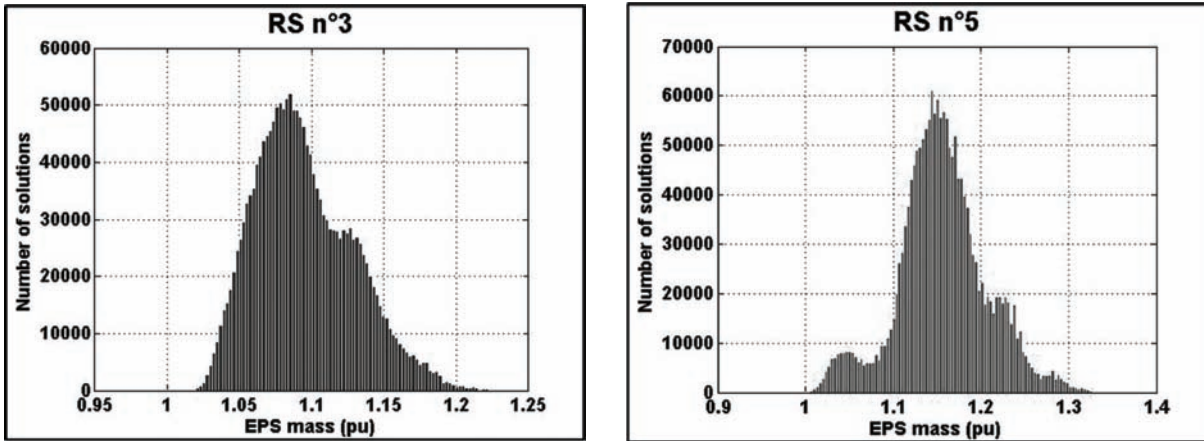 RS n°3
60000
50000
40000
30000
20000
10000
0
0.95 1 1.05 1.1 1.15 1.2 1.25
EPS mass (pu)
Number of solutions
RS n°5
70000
60000
50000
40000
30000
20000
10000
0
0.9 1 1.1 1.2 1.3 1.4
EPS mass (pu)
Number of solutions